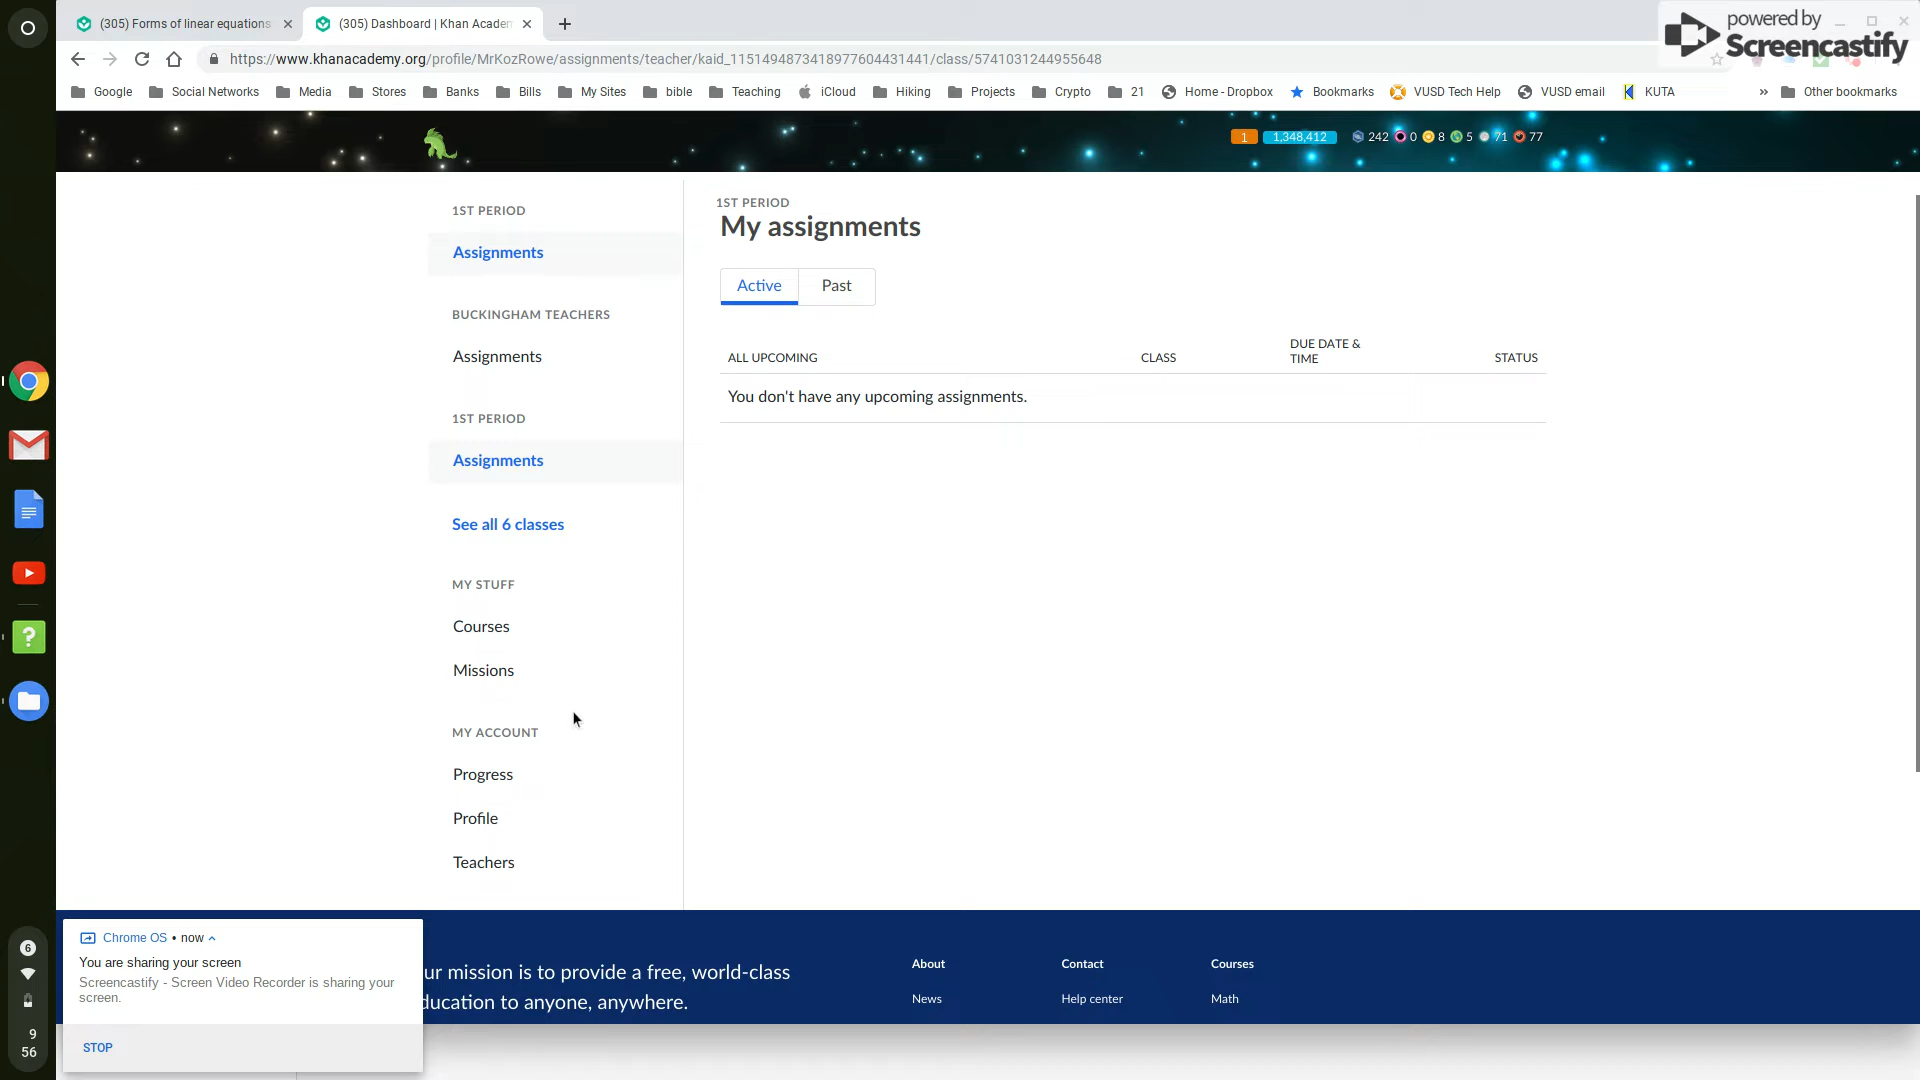 (305) Forms of linear equations
(305) Dashboard | Khan Academ
powered by
Screencastify
https://www.khanacademy.org/profile/MrKozRowe/assignments/teacher/kaid_1151494873418977604431441/class/5741031244955648
Google Social Networks Media Stores Banks Bills My Sites bible Teaching iCloud Hiking Projects Crypto 21 Home - Dropbox Bookmarks VUSD Tech Help VUSD email KUTA » Other bookmarks
1 1,348,412 242 0 8 5 71 77
1ST PERIOD
Assignments
BUCKINGHAM TEACHERS
Assignments
1ST PERIOD
Assignments
See all 6 classes
MY STUFF
Courses
Missions
MY ACCOUNT
Progress
Profile
Teachers
1ST PERIOD
My assignments
Active Past
ALL UPCOMING CLASS DUE DATE &
TIME STATUS
You don't have any upcoming assignments.
ur mission is to provide a free, world-class
ducation to anyone, anywhere.
About Contact Courses
News Help center Math
Chrome OS • now
You are sharing your screen
Screencastify - Screen Video Recorder is sharing your
screen.
STOP
6
9
56